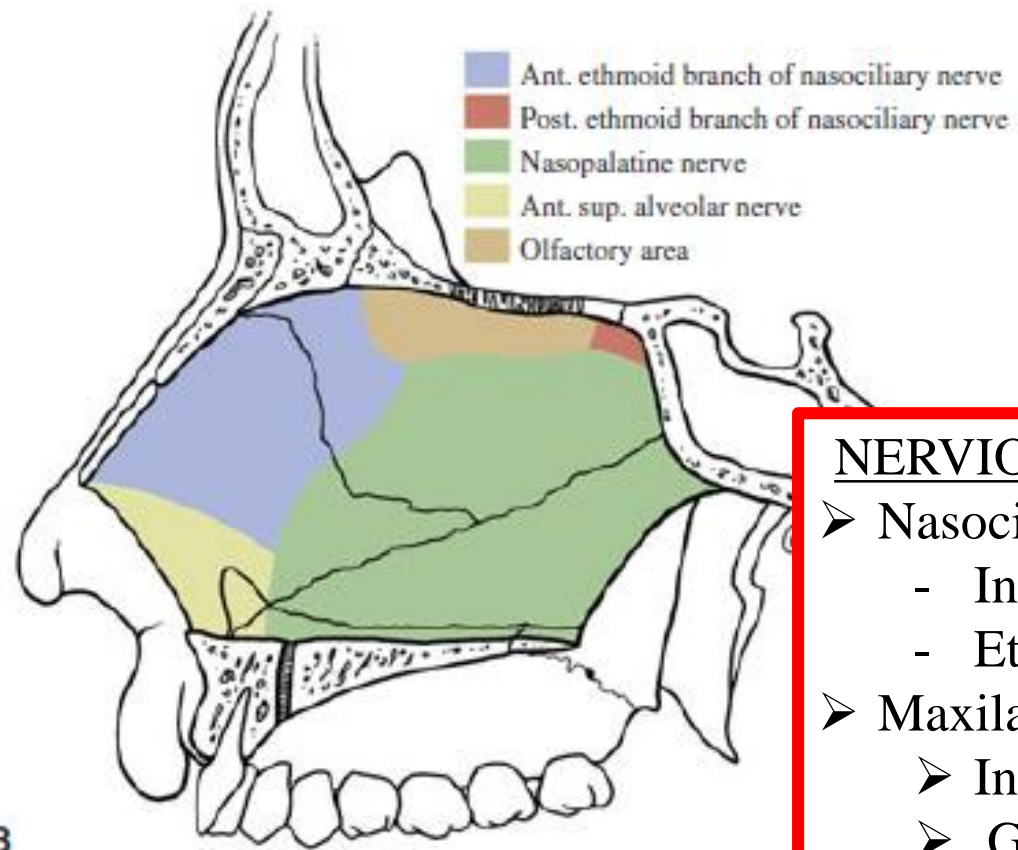 Ant. ethmoid branch of nasociliary nerve
Post. ethmoid branch of nasociliary nerve
Nasopalatine nerve
Ant. sup. alveolar nerve
Olfactory area
NERVIO
➤ Nasoci
- In
- Et
➤ Maxila
➤ In
➤ G